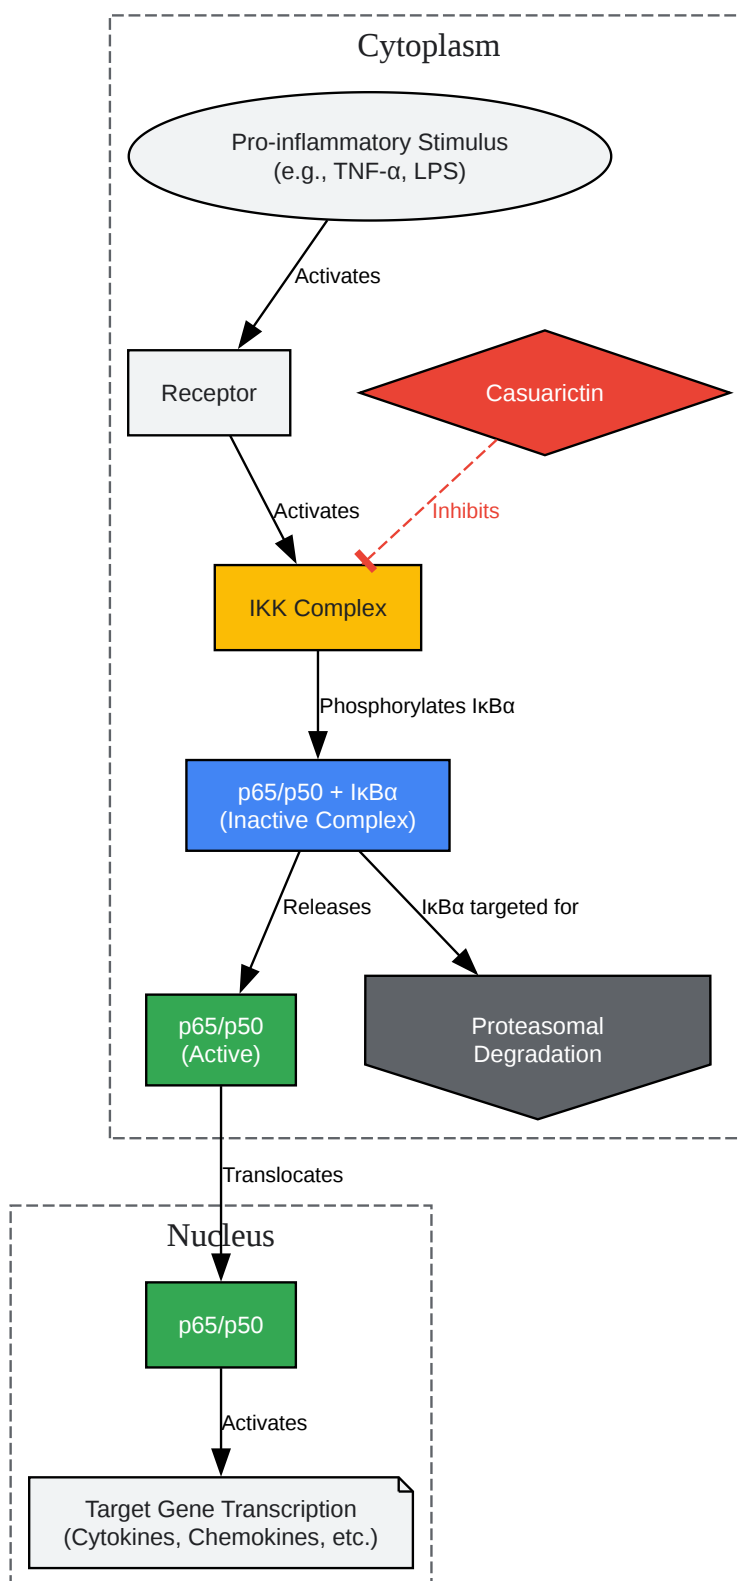 Cytoplasm
Pro-inflammatory Stimulus
(e.g., TNF-α, LPS)
Activates
Receptor
Casuarictin
Activates
Inhibits
IKK Complex
Phosphorylates IκBα
p65/p50 + IκBα
(Inactive Complex)
Releases
IκBα targeted for
p65/p50
(Active)
Proteasomal
Degradation
Translocates
Nucleus
p65/p50
Activates
Target Gene Transcription
(Cytokines, Chemokines, etc.)